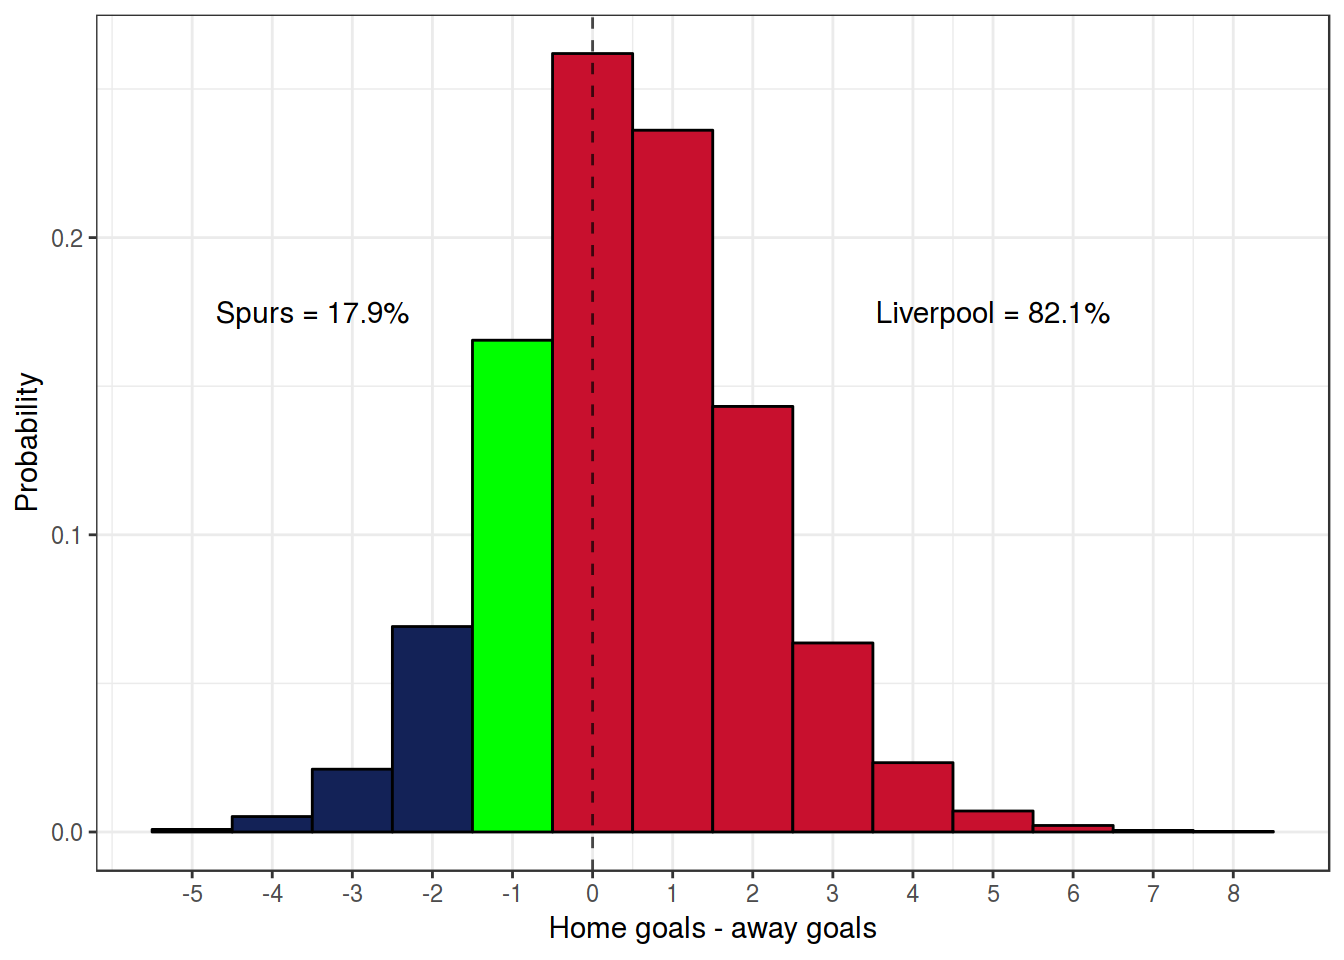 0.2
Spurs = 17.9%
Liverpool = 82.1%
Probability
0.1
0.0
-5 -4 -3 -2 -1 0 1 2 3 4 5 6 7 8
Home goals - away goals